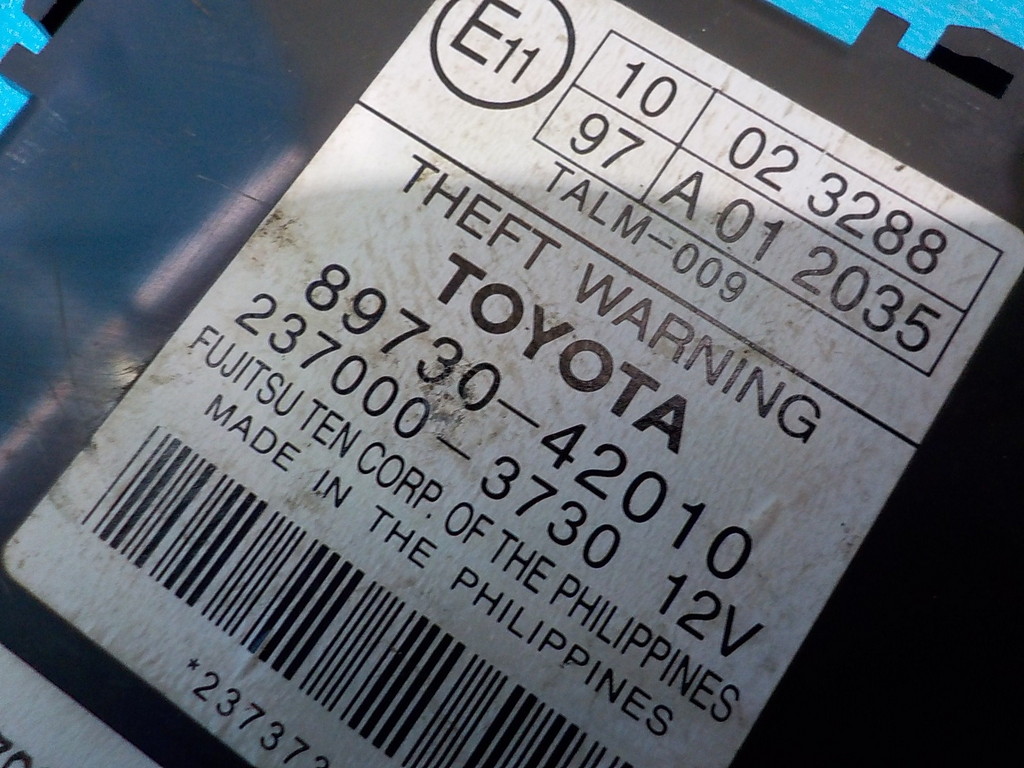 E11
10 02 3288
97 A 01 2035
TALM-009
THEFT WARNING
TOYOTA
89730-42010
237000-3730 12V
FUJITSU TEN CORP. OF THE PHILIPPINES
MADE IN THE PHILIPPINES
*237373